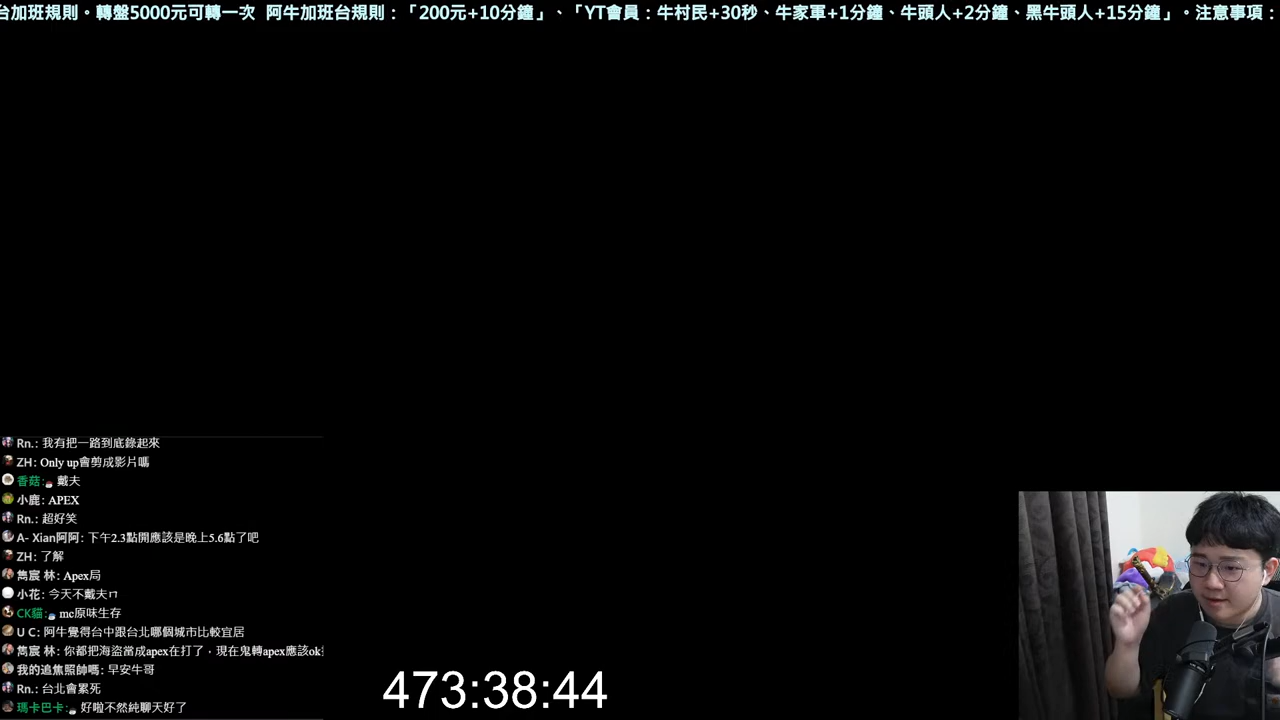 台加班規則。轉盤5000元可轉一次 阿牛加班台規則：「200元+10分鐘」、「YT會員：牛村民+30秒、牛家軍+1分鐘、牛頭人+2分鐘、黑牛頭人+15分鐘」。注意事項：
Rn.: 我有把一路到底錄起來
ZH: Only up會剪成影片嗎
香菇: 戴夫
小鹿: APEX
Rn.: 超好笑
A- Xian阿阿: 下午2.3點開應該是晚上5.6點了吧
ZH: 了解
雋宸 林: Apex局
小花: 今天不戴夫ㄇ
CK貓: mc原味生存
U C: 阿牛覺得台中跟台北哪個城市比較宜居
雋宸 林: 你都把海盜當成apex在打了，現在鬼轉apex應該ok
我的追焦照帥嗎: 早安牛哥
Rn.: 台北會累死
瑪卡巴卡: 好啦不然純聊天好了
473:38:44